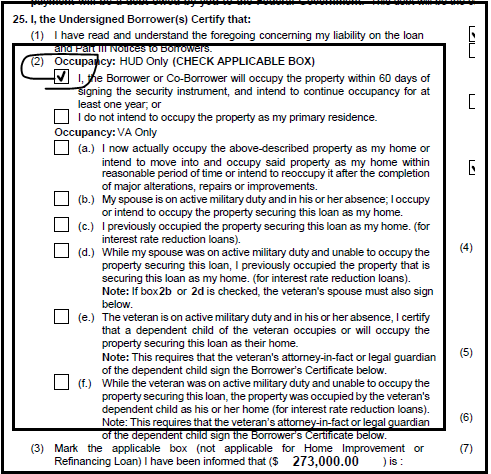 25. I, the Undersigned Borrower(s) Certify that:
(1) I have read and understand the foregoing concerning my liability on the loan
and Part III Notices to Borrowers.
(2) Occupancy: HUD Only (CHECK APPLICABLE BOX)
I, the Borrower or Co-Borrower will occupy the property within 60 days of
signing the security instrument, and intend to continue occupancy for at
least one year; or
I do not intend to occupy the property as my primary residence.
Occupancy: VA Only
(a.) I now actually occupy the above-described property as my home or
intend to move into and occupy said property as my home within
reasonable period of time or intend to reoccupy it after the completion
of major alterations, repairs or improvements.
(b.) My spouse is on active military duty and in his or her absence; I occupy
or intend to occupy the property securing this loan as my home.
(c.) I previously occupied the property securing this loan as my home. (for
interest rate reduction loans).
(d.) While my spouse was on active military duty and unable to occupy the
property securing this loan, I previously occupied the property that is
securing this loan as my home. (for interest rate reduction loans).
Note: If box2b or 2d is checked, the veteran's spouse must also sign
below.
(4)
(e.) The veteran is on active military duty and in his or her absence, I certify
that a dependent child of the veteran occupies or will occupy the
property securing this loan as their home.
Note: This requires that the veteran's attorney-in-fact or legal guardian
of the dependent child sign the Borrower's Certificate below.
(5)
(f.) While the veteran was on active military duty and unable to occupy the
property securing this loan, the property was occupied by the veteran's
dependent child as his or her home (for interest rate reduction loans).
Note: This requires that the veteran's attorney-in-fact or legal guardian
of the dependent child sign the Borrower's Certificate below.
(6)
(3) Mark the applicable box (not applicable for Home Improvement or
Refinancing Loan) I have been informed that ($ 273,000.00 ) is :
(7)